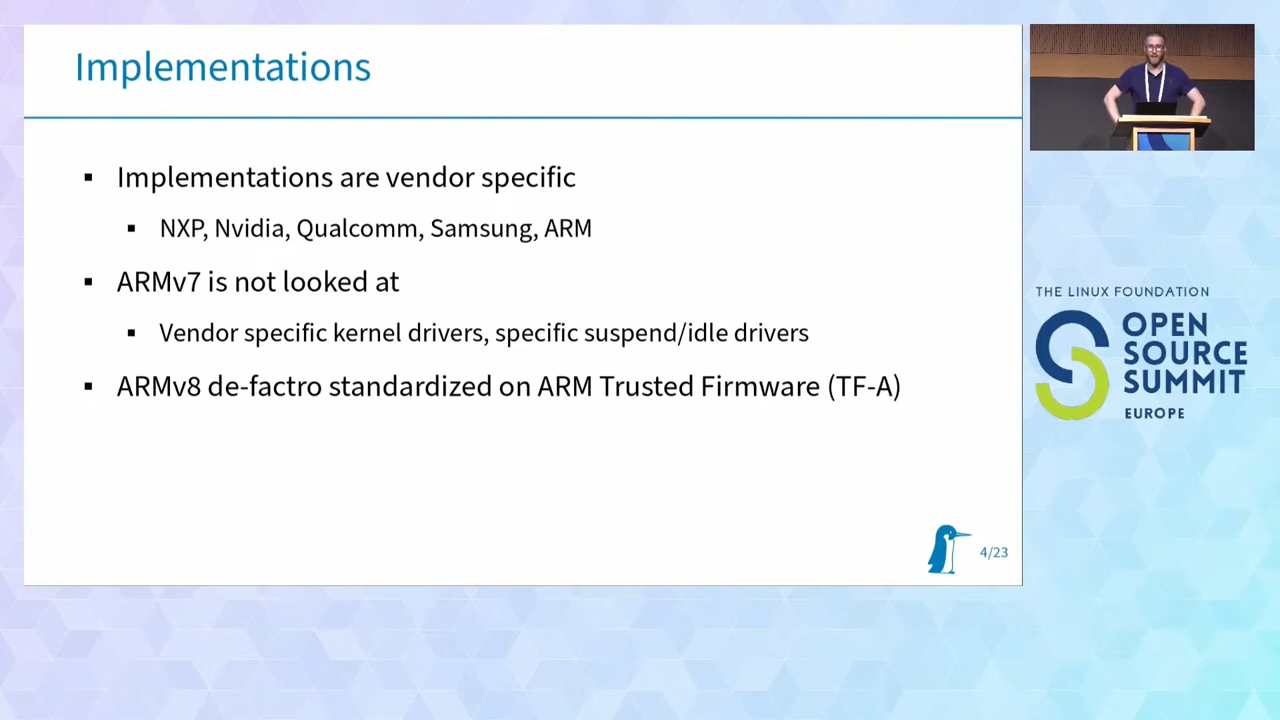 Implementations
▪ Implementations are vendor specific
▪ NXP, Nvidia, Qualcomm, Samsung, ARM
▪ ARMv7 is not looked at
▪ Vendor specific kernel drivers, specific suspend/idle drivers
▪ ARMv8 de-factro standardized on ARM Trusted Firmware (TF-A)
4/23
THE LINUX FOUNDATION
OPEN
SOURCE
SUMMIT
EUROPE